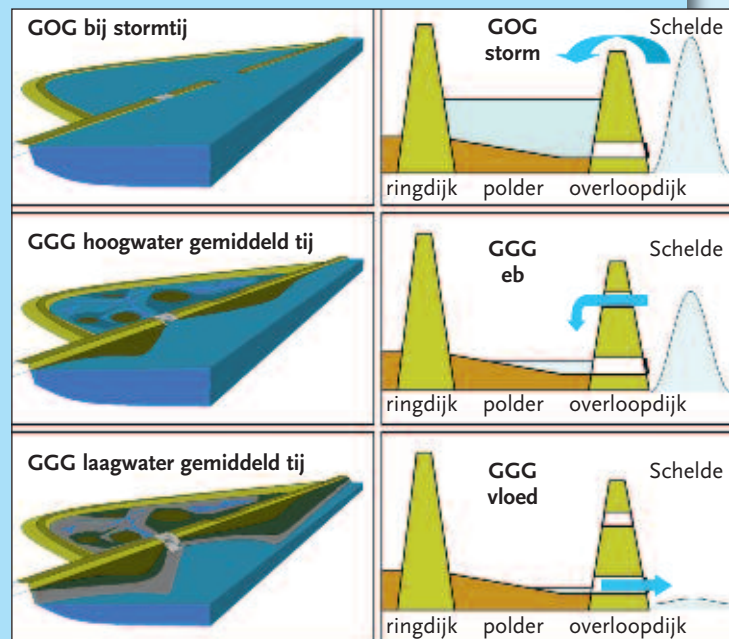 GOG bij stormtij
GOG
storm
Schelde
ringdijk polder overloopdijk
GGG hoogwater gemiddeld tij
GGG
eb
Schelde
ringdijk polder overloopdijk
GGG laagwater gemiddeld tij
GGG
vloed
Schelde
ringdijk polder overloopdijk